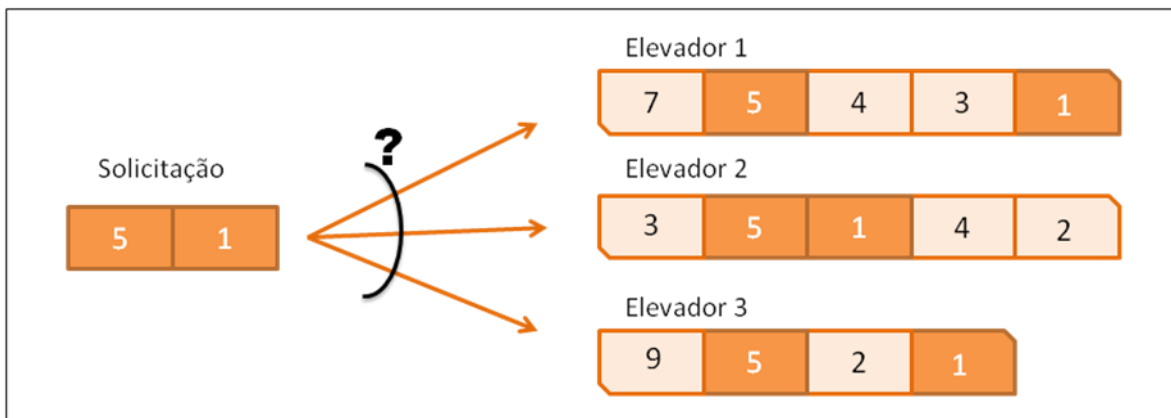 Elevador 1
7 5 4 3 1
?
Solicitação
Elevador 2
5 1
3 5 1 4 2
Elevador 3
9 5 2 1